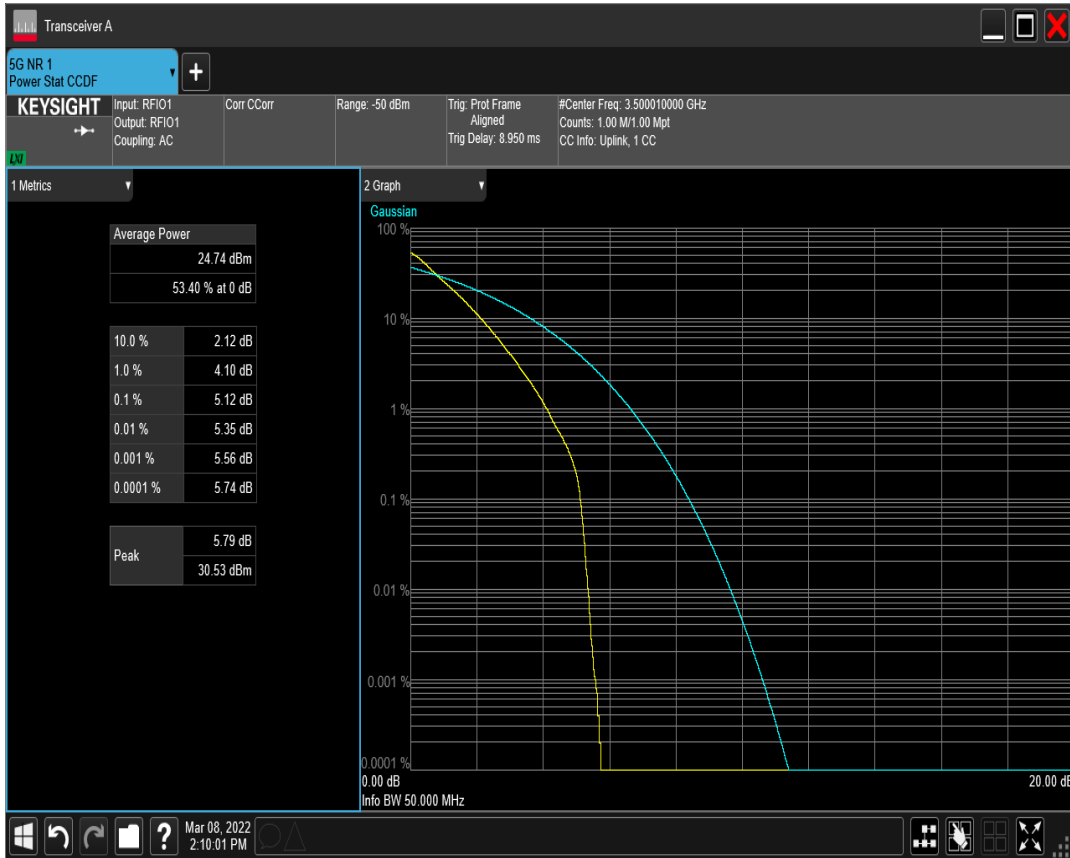 Transceiver A
5G NR 1
Power Stat CCDF
+
KEYSIGHT
LXI
Input: RFIO1
Output: RFIO1
Coupling: AC
Corr CCorr
Range: -50 dBm
Trig: Prot Frame
Aligned
Trig Delay: 8.950 ms
#Center Freq: 3.500010000 GHz
Counts: 1.00 M/1.00 Mpt
CC Info: Uplink, 1 CC
1 Metrics
Average Power
24.74 dBm
53.40 % at 0 dB
10.0 % 2.12 dB
1.0 % 4.10 dB
0.1 % 5.12 dB
0.01 % 5.35 dB
0.001 % 5.56 dB
0.0001 % 5.74 dB
Peak
5.79 dB
30.53 dBm
2 Graph
Gaussian
100 %
10 %
1 %
0.1 %
0.01 %
0.001 %
0.0001 %
0.00 dB
20.00 dB
Info BW 50.000 MHz
?
Mar 08, 2022
2:10:01 PM